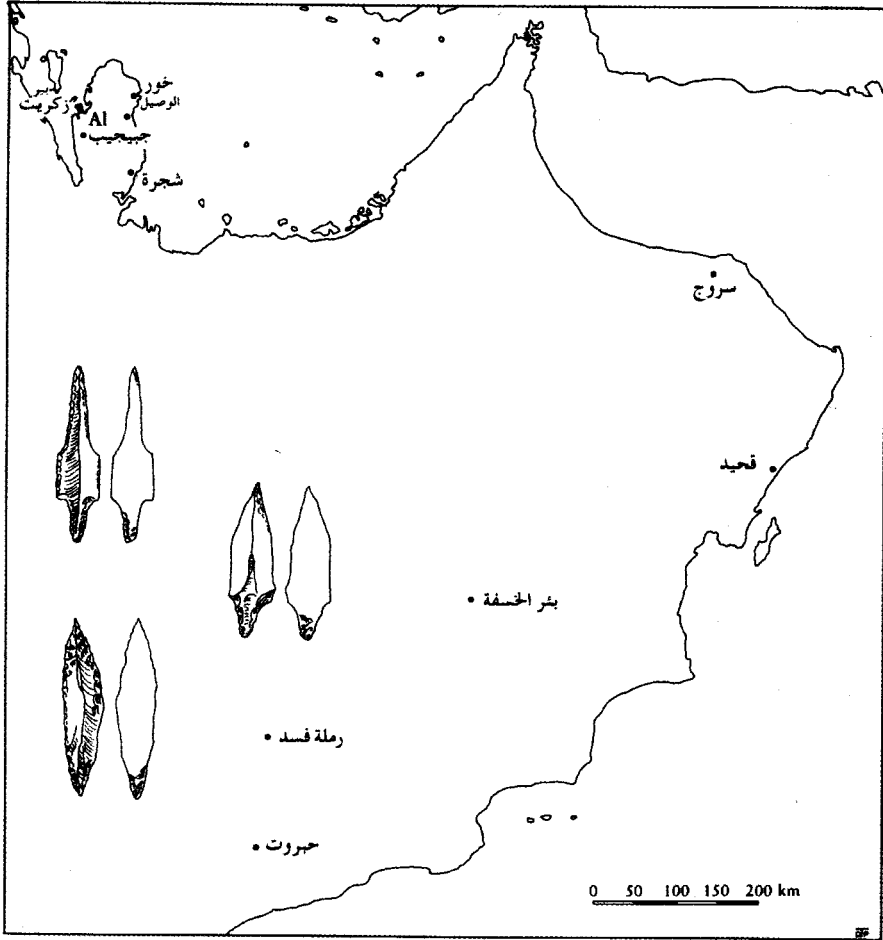 خور
الوصيل
دبير
زكريت
Al
جبيجيب
شجرة
سروج
قحيد
بئر الخسفة
رملة فسد
حبروت
0 50 100 150 200 km